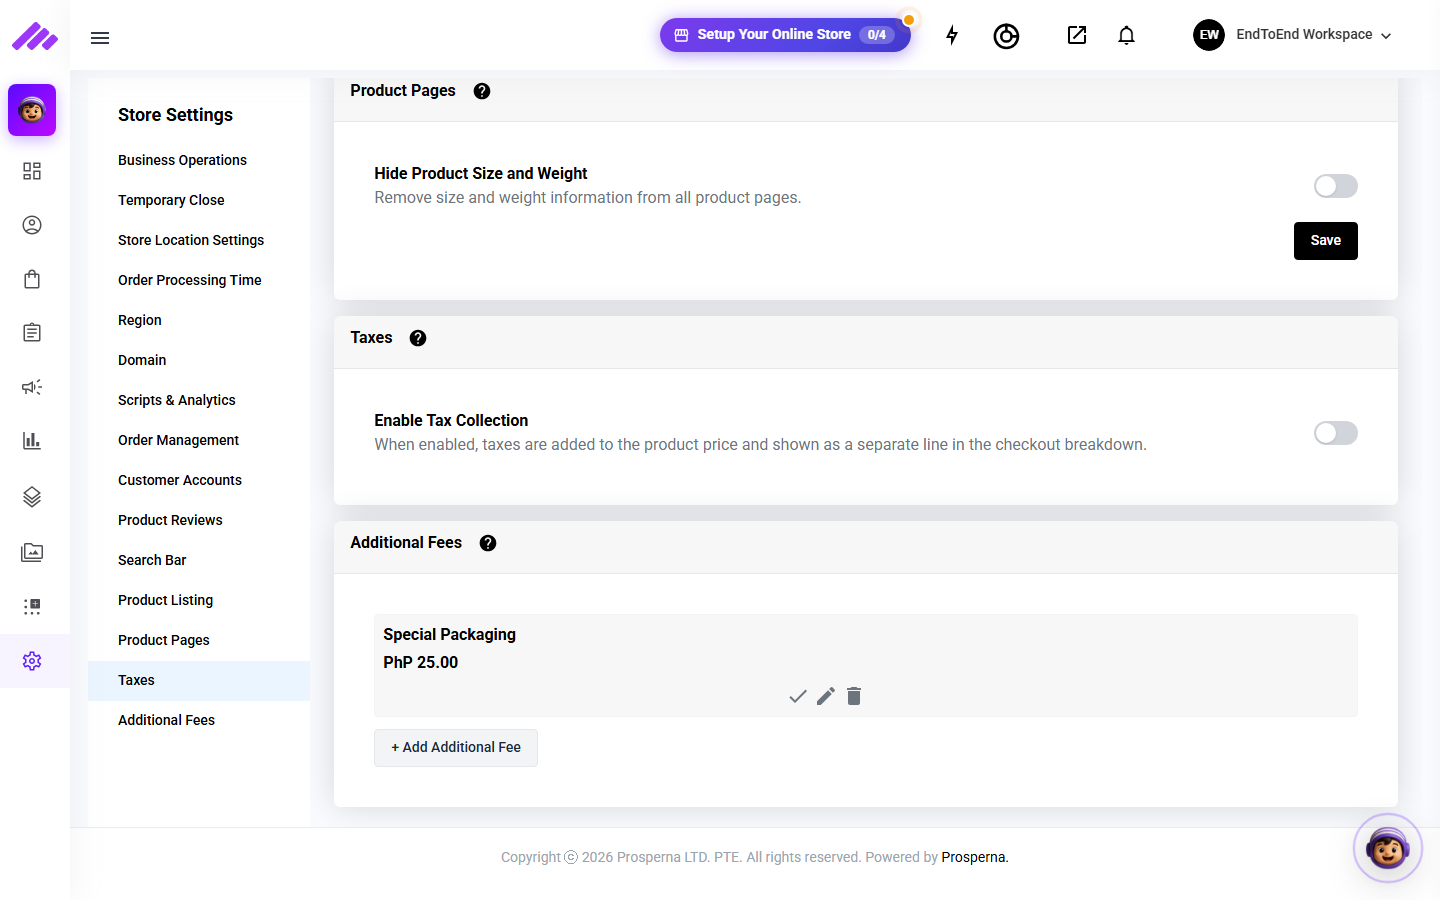 Setup Your Online Store 0/4
EW EndToEnd Workspace
Store Settings
Business Operations
Temporary Close
Store Location Settings
Order Processing Time
Region
Domain
Scripts & Analytics
Order Management
Customer Accounts
Product Reviews
Search Bar
Product Listing
Product Pages
Taxes
Additional Fees
Product Pages ?
Hide Product Size and Weight
Remove size and weight information from all product pages.
Save
Taxes ?
Enable Tax Collection
When enabled, taxes are added to the product price and shown as a separate line in the checkout breakdown.
Additional Fees ?
Special Packaging
PhP 25.00
+ Add Additional Fee
Copyright © 2026 Prosperna LTD. PTE. All rights reserved. Powered by Prosperna.